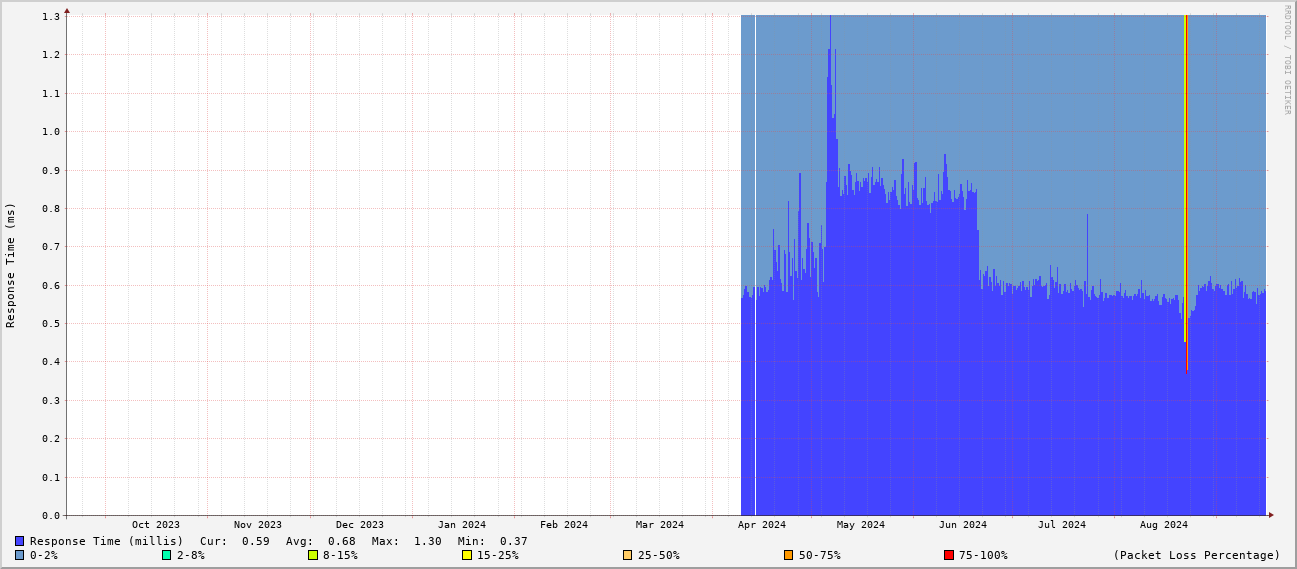 RRDTOOL / TOBI OETIKER
Response Time (ms)
1.3
1.2
1.1
1.0
0.9
0.8
0.7
0.6
0.5
0.4
0.3
0.2
0.1
0.0
Oct 2023 Nov 2023 Dec 2023 Jan 2024 Feb 2024 Mar 2024 Apr 2024 May 2024 Jun 2024 Jul 2024 Aug 2024
Response Time (millis) Cur: 0.59 Avg: 0.68 Max: 1.30 Min: 0.37
0-2% 2-8% 8-15% 15-25% 25-50% 50-75% 75-100% (Packet Loss Percentage)